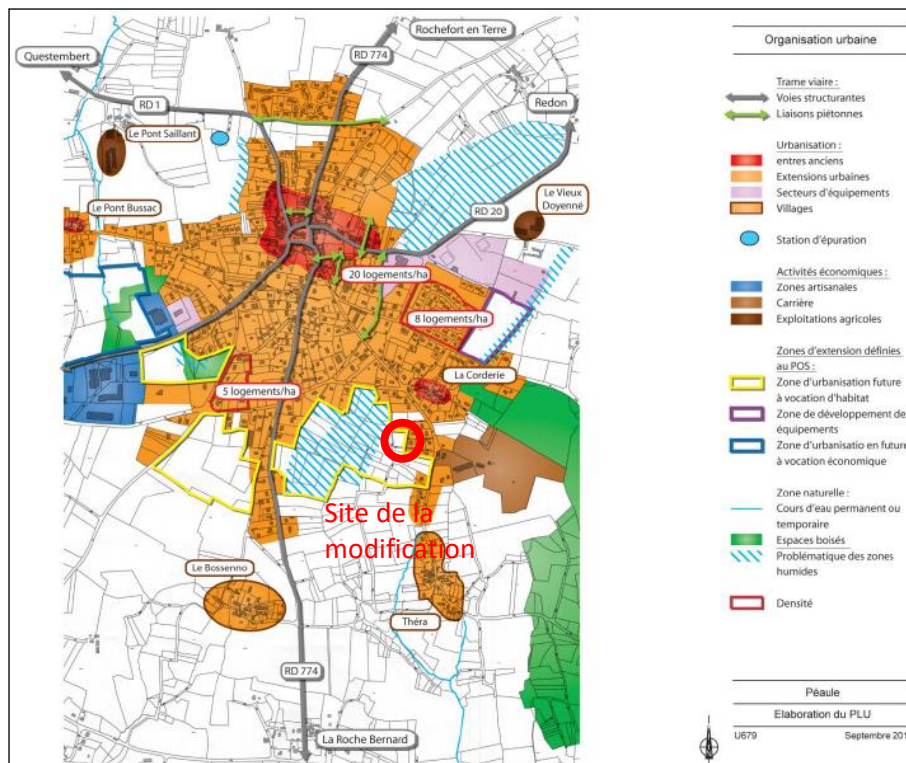 Rochefort en Terre
Questembert
RD 774
RD 1
Redon
Le Pont Saillant
Le Vieux
Doyenné
Le Pont Bussac
RD 20
20 logements/ha
8 logements/ha
La Corderie
5 logements/ha
Site de la
modification
Le Bossenno
Théra
RD 774
La Roche Bernard
Organisation urbaine
Trame viaire :
Voies structurantes
Liaisons piétonnes
Urbanisation :
entres anciens
Extensions urbaines
Secteurs d'équipements
Villages
Station d'épuration
Activités économiques :
Zones artisanales
Carrière
Exploitations agricoles
Zones d'extension définies
au POS :
Zone d'urbanisation future
à vocation d'habitat
Zone de développement de
équipements
Zone d'urbanisatio en future
à vocation économique
Zone naturelle :
Cours d'eau permanent ou
temporaire
Espaces boisés
Problématique des zones
humides
Densité
Péaule
Elaboration du PLU
U679 Septembre 201